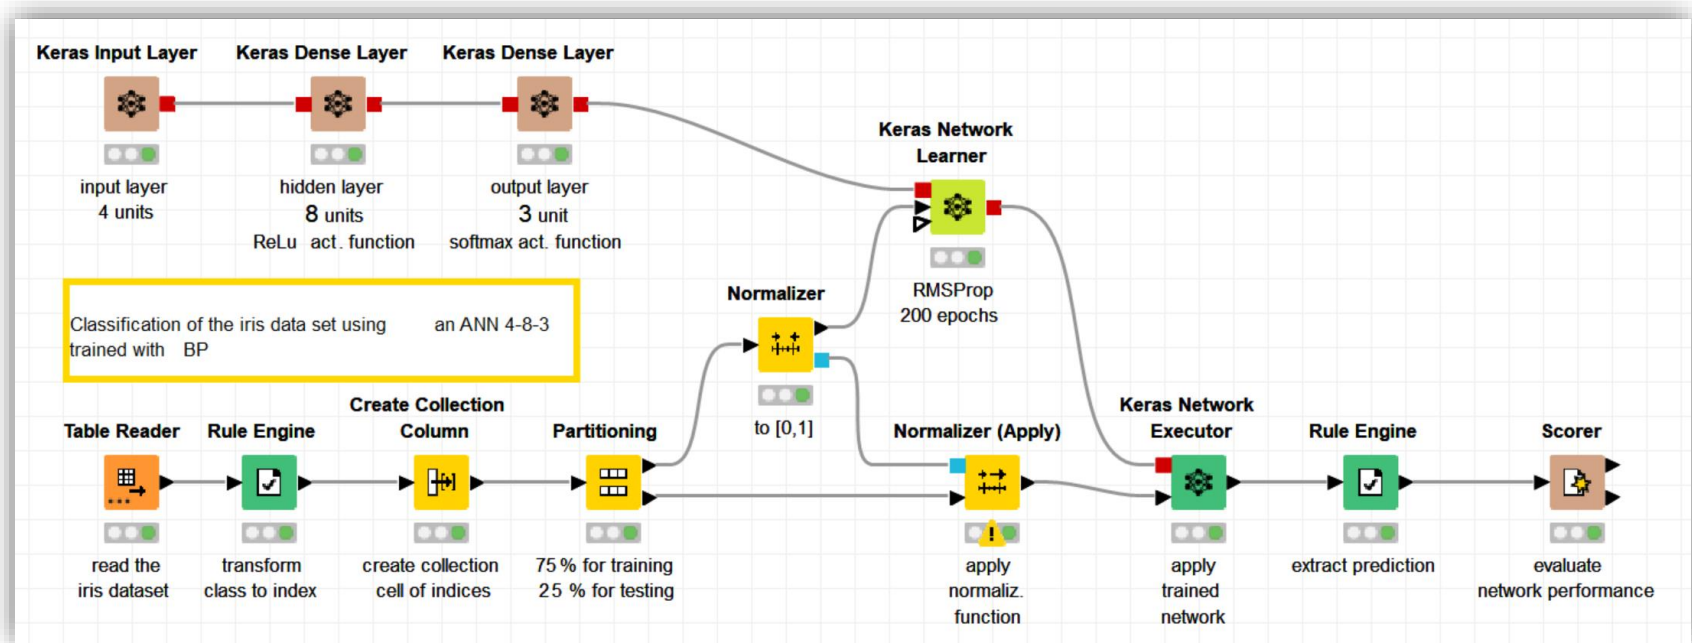 Keras Input Layer
Keras Dense Layer
Keras Dense Layer
input layer
4 units
hidden layer
8 units
ReLu act. function
output layer
3 unit
softmax act. function
Keras Network
Learner
RMSProp
200 epochs
Classification of the iris data set using an ANN 4-8-3
trained with BP
Normalizer
to [0,1]
Table Reader
read the
iris dataset
Rule Engine
transform
class to index
Create Collection
Column
create collection
cell of indices
Partitioning
75 % for training
25 % for testing
Normalizer (Apply)
apply
normaliz.
function
Keras Network
Executor
apply
trained
network
Rule Engine
extract prediction
Scorer
evaluate
network performance